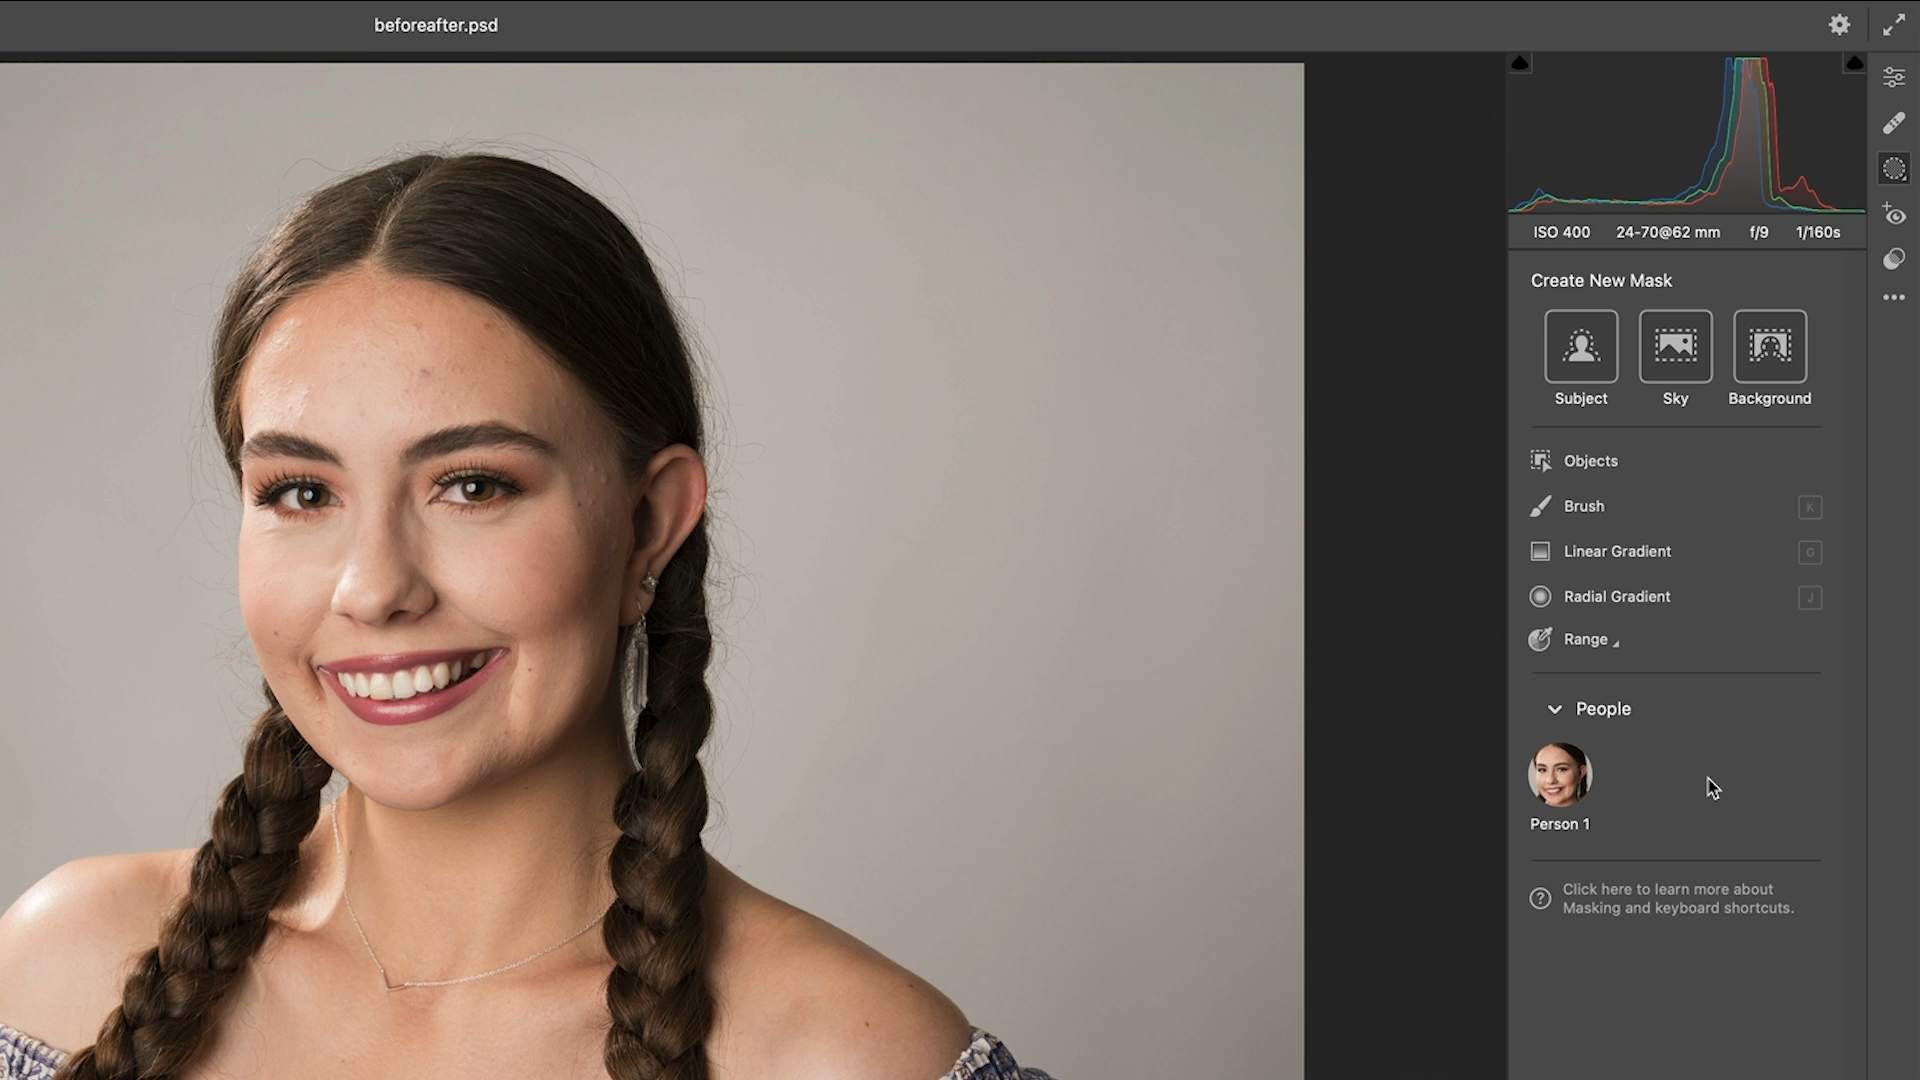 beforeafter.psd
ISO 400 24-70@62 mm f/9 1/160s
Create New Mask
Subject Sky Background
Objects
Brush K
Linear Gradient G
Radial Gradient J
Range
People
Person 1
? Click here to learn more about
Masking and keyboard shortcuts.